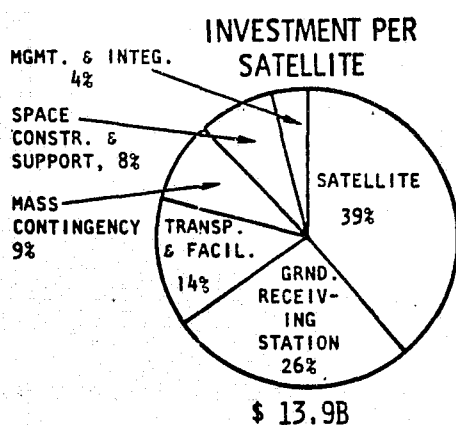 INVESTMENT PER
SATELLITE
MGMT. & INTEG.
4%
SPACE
CONSTR. &
SUPPORT, 8%
MASS
CONTINGENCY
9%
TRANSP.
& FACIL.
14%
SATELLITE
39%
GRND.
RECEIV-
ING
STATION
26%
$ 13.9B